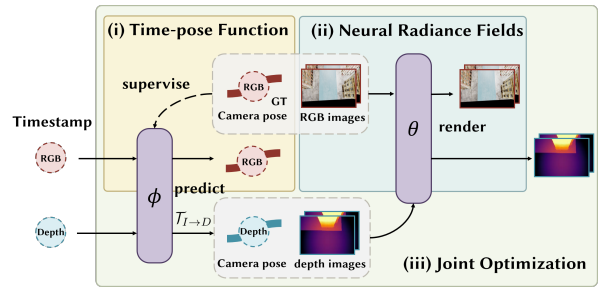 (i) Time-pose Function
(ii) Neural Radiance Fields
supervise
RGB
GT
Camera pose
RGB images
θ
render
Timestamp
RGB
ϕ
RGB
predict
Depth
𝒯I→D
Depth
Camera pose
depth images
(iii) Joint Optimization